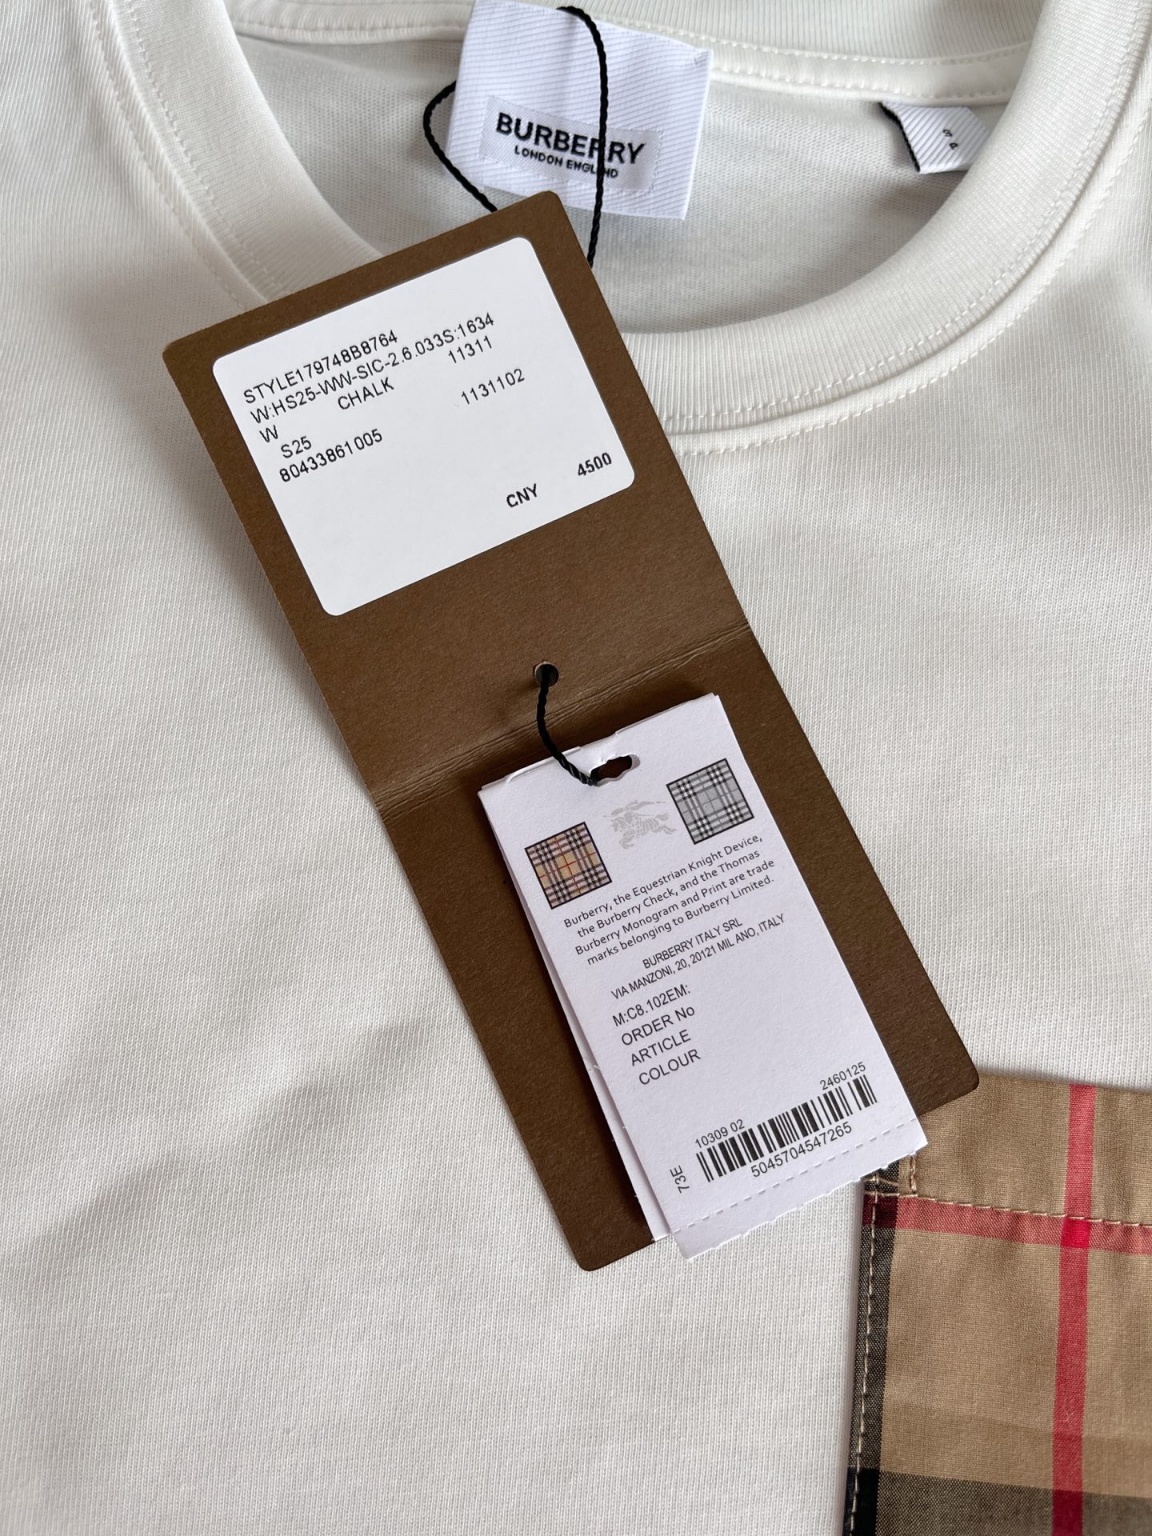 BURBERRY
LONDON ENGLAND
STYLE179748B8764
W:HS25-WW-SIC-2.6.033S:1634
CHALK 11311
W
S25 1131102
80433861005
CNY 4500
Burberry, the Equestrian Knight Device,
the Burberry Check, and the Thomas
Burberry Monogram and Print are trade
marks belonging to Burberry Limited.
BURBERRY ITALY SRL
VIA MANZONI, 20, 20121 MIL ANO, ITALY
M:C8.102EM:
ORDER No
ARTICLE
COLOUR
10309 02 2460125
73E
5045704547265